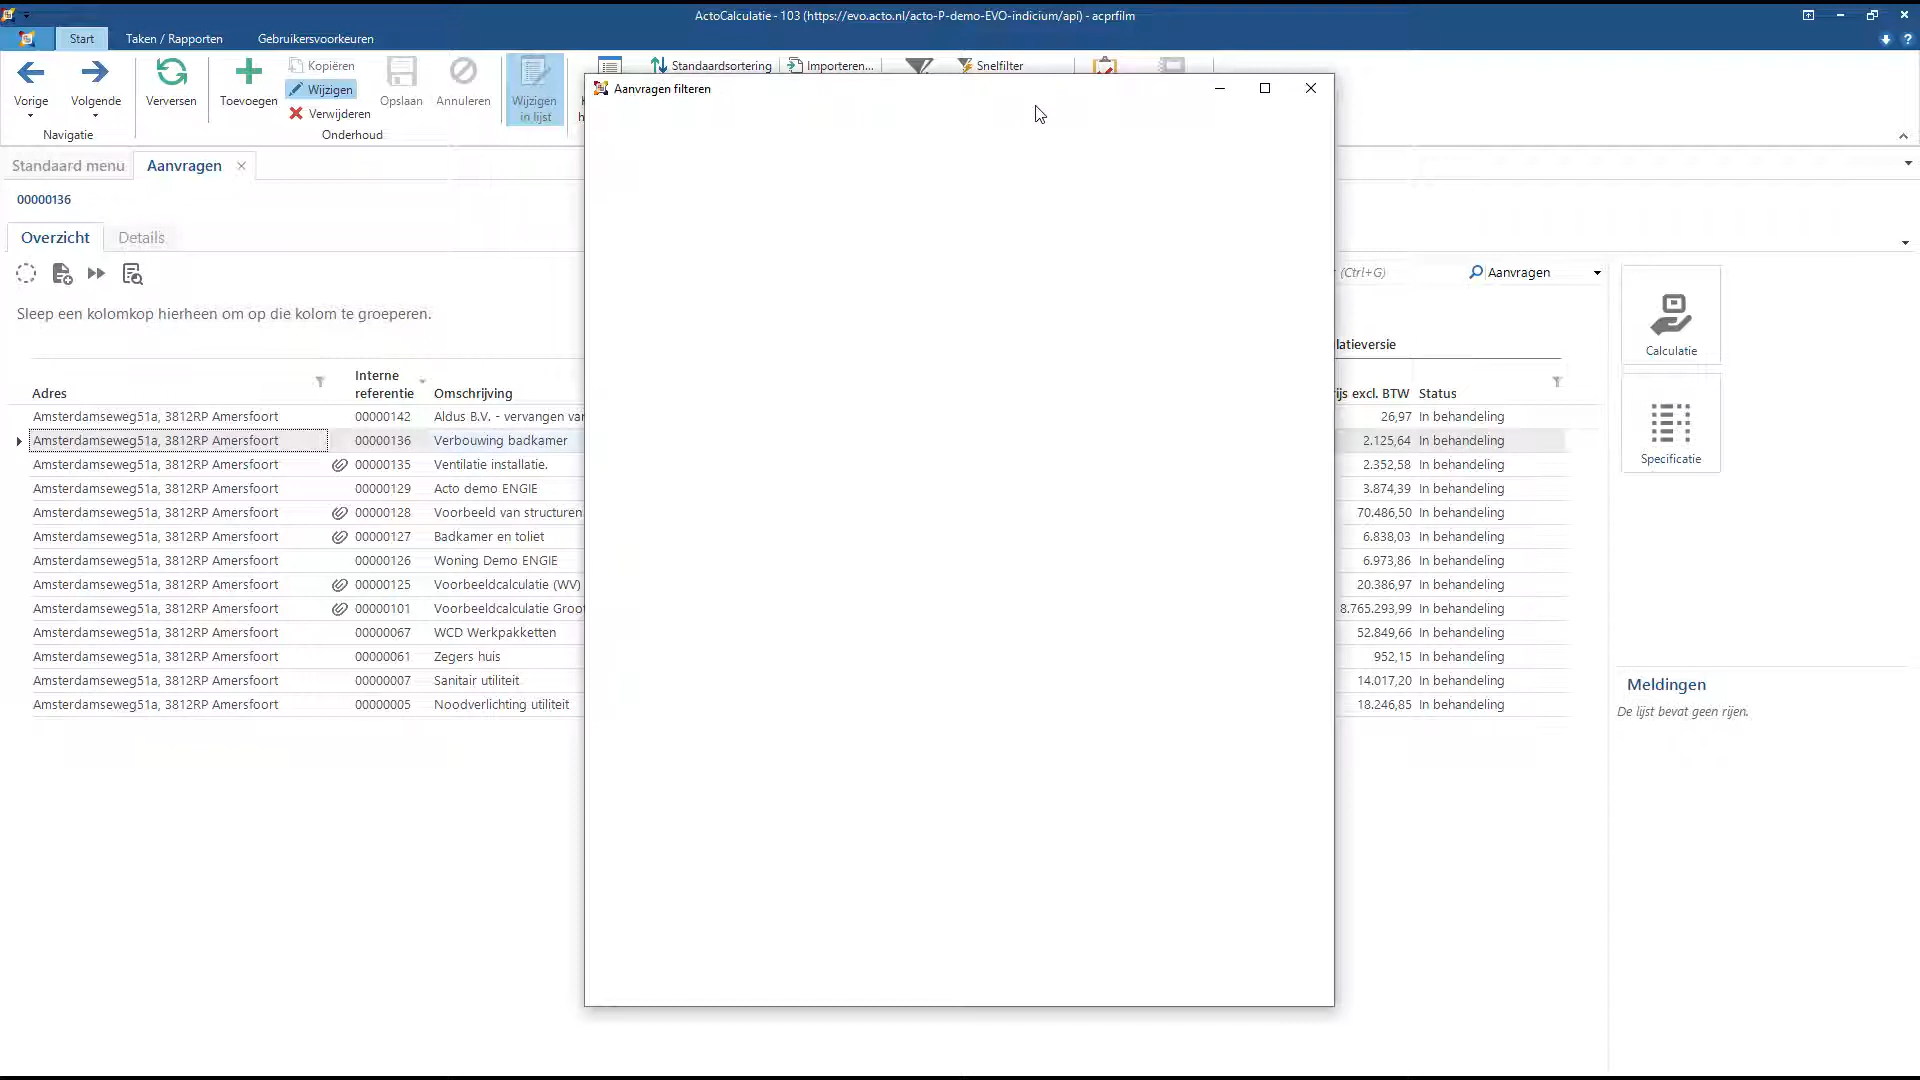 ActoCalculatie - 103 (https://evo.acto.nl/acto-P-demo-EVO-indicium/api) - acprfilm
Start Taken / Rapporten Gebruikersvoorkeuren
Vorige Volgende Verversen Toevoegen Kopiëren Wijzigen Verwijderen Opslaan Annuleren Wijzigen in lijst Standaardsortering Importeren... Snelfilter
Navigatie Onderhoud
Aanvragen filteren
Standaard menu Aanvragen
00000136
Overzicht Details
(Ctrl+G) Aanvragen
Sleep een kolomkop hierheen om op die kolom te groeperen.
latieversie
Adres Interne referentie Omschrijving ijs excl. BTW Status
Amsterdamseweg51a, 3812RP Amersfoort 00000142 Aldus B.V. - vervangen van 26,97 In behandeling
Amsterdamseweg51a, 3812RP Amersfoort 00000136 Verbouwing badkamer 2.125,64 In behandeling
Amsterdamseweg51a, 3812RP Amersfoort 00000135 Ventilatie installatie. 2.352,58 In behandeling
Amsterdamseweg51a, 3812RP Amersfoort 00000129 Acto demo ENGIE 3.874,39 In behandeling
Amsterdamseweg51a, 3812RP Amersfoort 00000128 Voorbeeld van structuren 70.486,50 In behandeling
Amsterdamseweg51a, 3812RP Amersfoort 00000127 Badkamer en toliet 6.838,03 In behandeling
Amsterdamseweg51a, 3812RP Amersfoort 00000126 Woning Demo ENGIE 6.973,86 In behandeling
Amsterdamseweg51a, 3812RP Amersfoort 00000125 Voorbeeldcalculatie (WV) 20.386,97 In behandeling
Amsterdamseweg51a, 3812RP Amersfoort 00000101 Voorbeeldcalculatie Groo 8.765.293,99 In behandeling
Amsterdamseweg51a, 3812RP Amersfoort 00000067 WCD Werkpakketten 52.849,66 In behandeling
Amsterdamseweg51a, 3812RP Amersfoort 00000061 Zegers huis 952,15 In behandeling
Amsterdamseweg51a, 3812RP Amersfoort 00000007 Sanitair utiliteit 14.017,20 In behandeling
Amsterdamseweg51a, 3812RP Amersfoort 00000005 Noodverlichting utiliteit 18.246,85 In behandeling
Calculatie
Specificatie
Meldingen
De lijst bevat geen rijen.